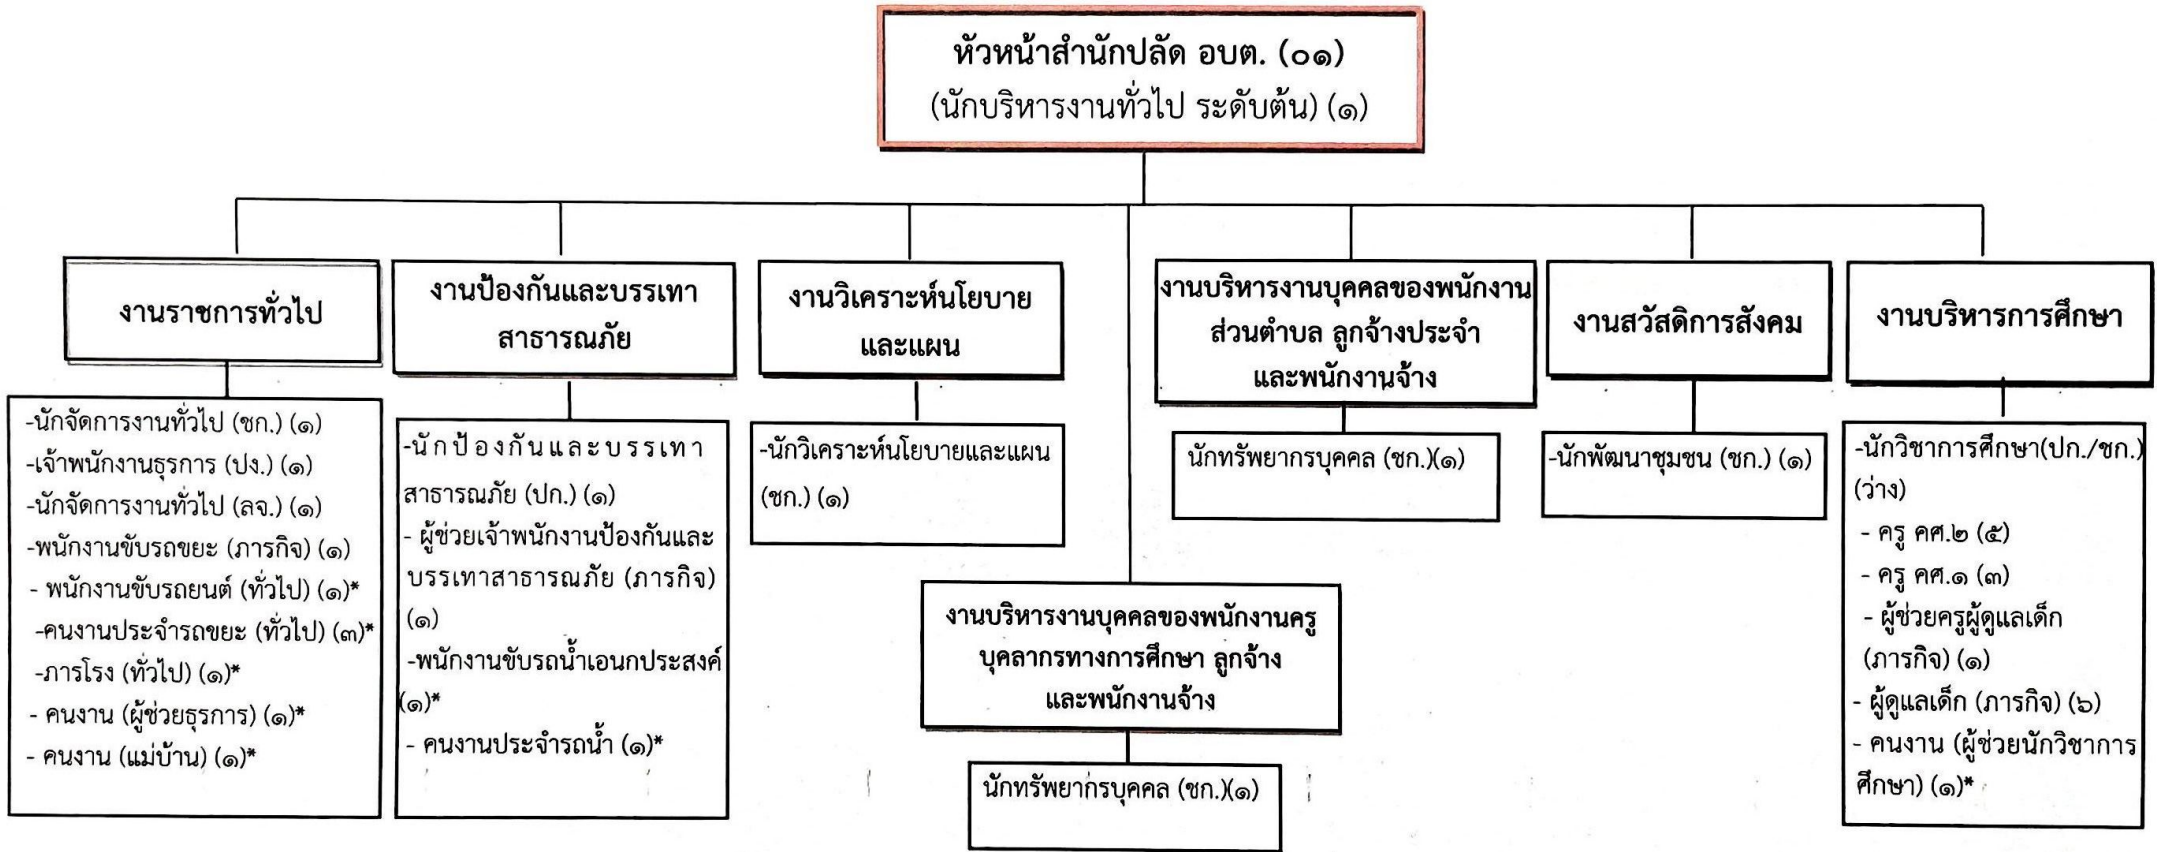 หัวหน้าสำนักปลัด อบต. (๐๑)
(นักบริหารงานทั่วไป ระดับต้น) (๑)
งานราชการทั่วไป
-นักจัดการงานทั่วไป (ชก.) (๑)
-เจ้าพนักงานธุรการ (ปง.) (๑)
-นักจัดการงานทั่วไป (ลจ.) (๑)
-พนักงานขับรถขยะ (ภารกิจ) (๑)
- พนักงานขับรถยนต์ (ทั่วไป) (๑)*
-คนงานประจำรถขยะ (ทั่วไป) (๓)*
-ภารโรง (ทั่วไป) (๑)*
- คนงาน (ผู้ช่วยธุรการ) (๑)*
- คนงาน (แม่บ้าน) (๑)*
งานป้องกันและบรรเทา
สาธารณภัย
-นักป้องกันและบรรเทา
สาธารณภัย (ปก.) (๑)
- ผู้ช่วยเจ้าพนักงานป้องกันและ
บรรเทาสาธารณภัย (ภารกิจ)
(๑)
-พนักงานขับรถน้ำเอนกประสงค์
(๑)*
- คนงานประจำรถน้ำ (๑)*
งานวิเคราะห์นโยบาย
และแผน
-นักวิเคราะห์นโยบายและแผน
(ชก.) (๑)
งานบริหารงานบุคคลของพนักงานครู
บุคลากรทางการศึกษา ลูกจ้าง
และพนักงานจ้าง
นักทรัพยากรบุคคล (ชก.)(๑)
งานบริหารงานบุคคลของพนักงาน
ส่วนตำบล ลูกจ้างประจำ
และพนักงานจ้าง
นักทรัพยากรบุคคล (ชก.)(๑)
งานสวัสดิการสังคม
-นักพัฒนาชุมชน (ชก.) (๑)
งานบริหารการศึกษา
-นักวิชาการศึกษา(ปก./ชก.)
(ว่าง)
- ครู คศ.๒ (๕)
- ครู คศ.๑ (๓)
- ผู้ช่วยครูผู้ดูแลเด็ก
(ภารกิจ) (๑)
- ผู้ดูแลเด็ก (ภารกิจ) (๖)
- คนงาน (ผู้ช่วยนักวิชาการ
ศึกษา) (๑)*